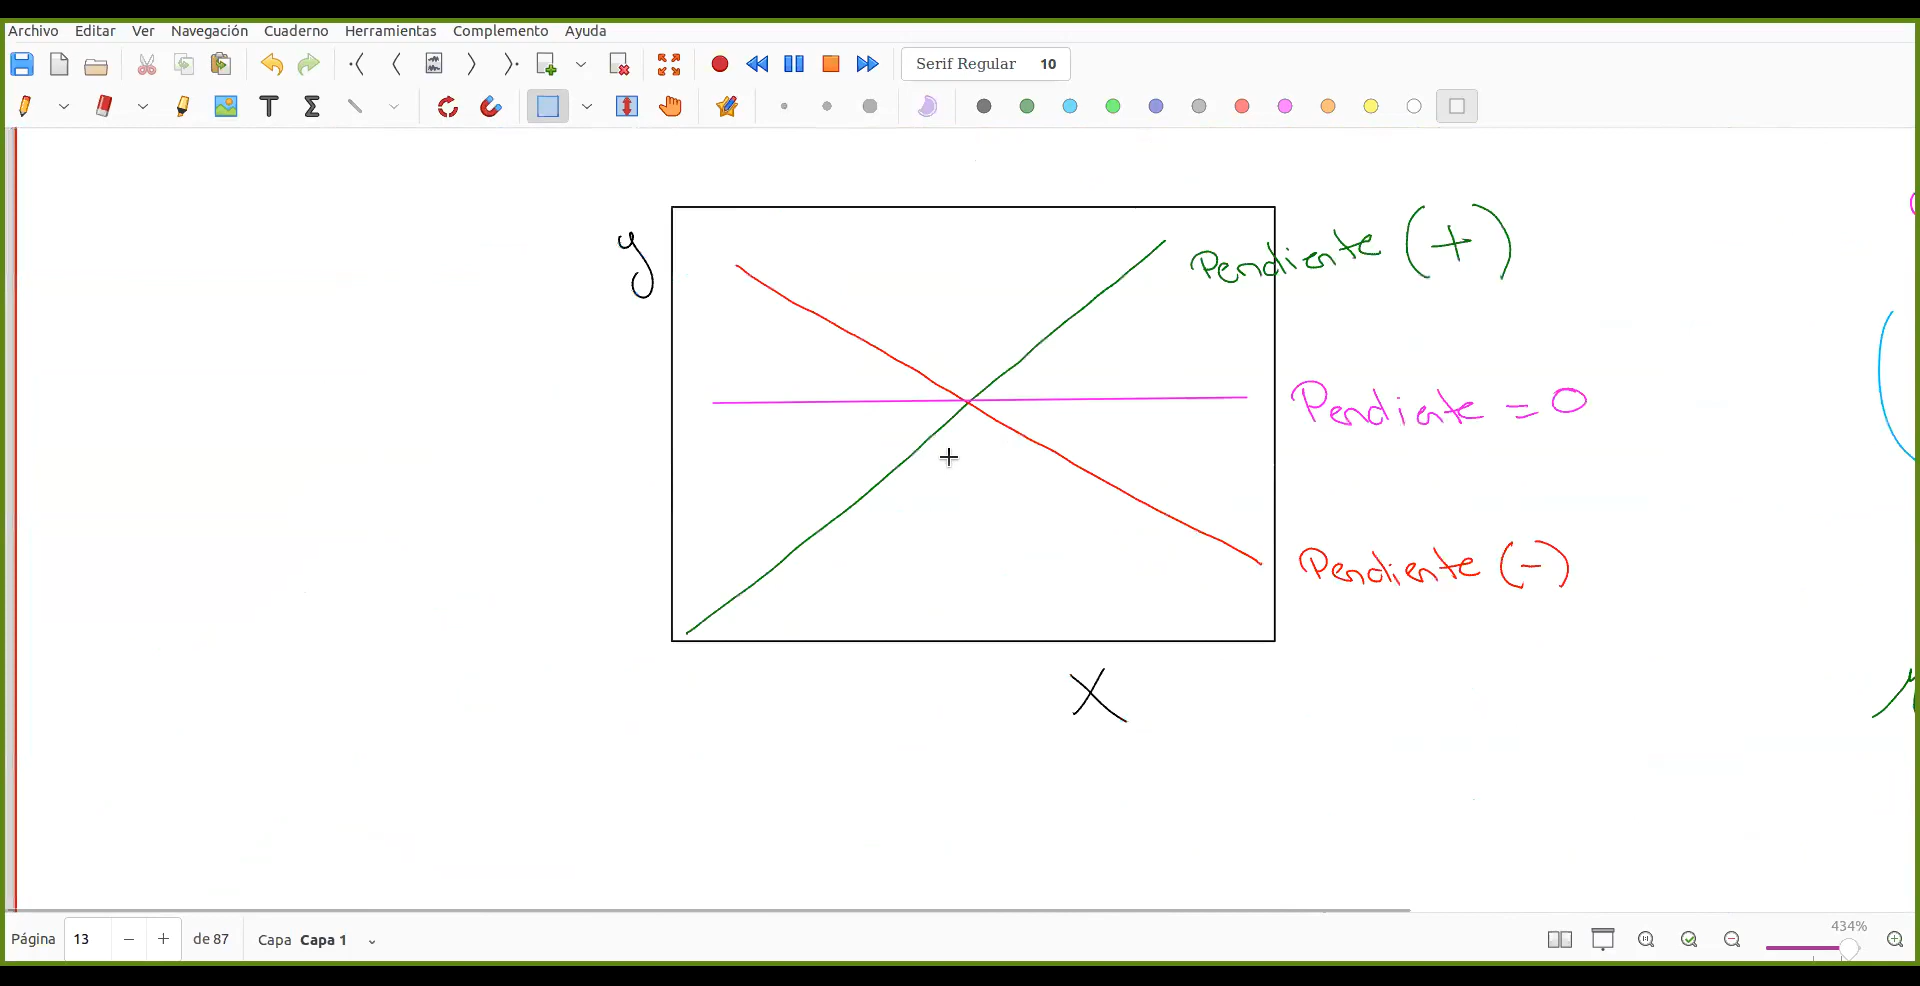 Archivo Editar Ver Navegación Cuaderno Herramientas Complemento Ayuda
Serif Regular 10
T Σ
y
Pendiente (+)
Pendiente = 0
Pendiente (-)
X
Página 13 de 87 Capa Capa 1
434%